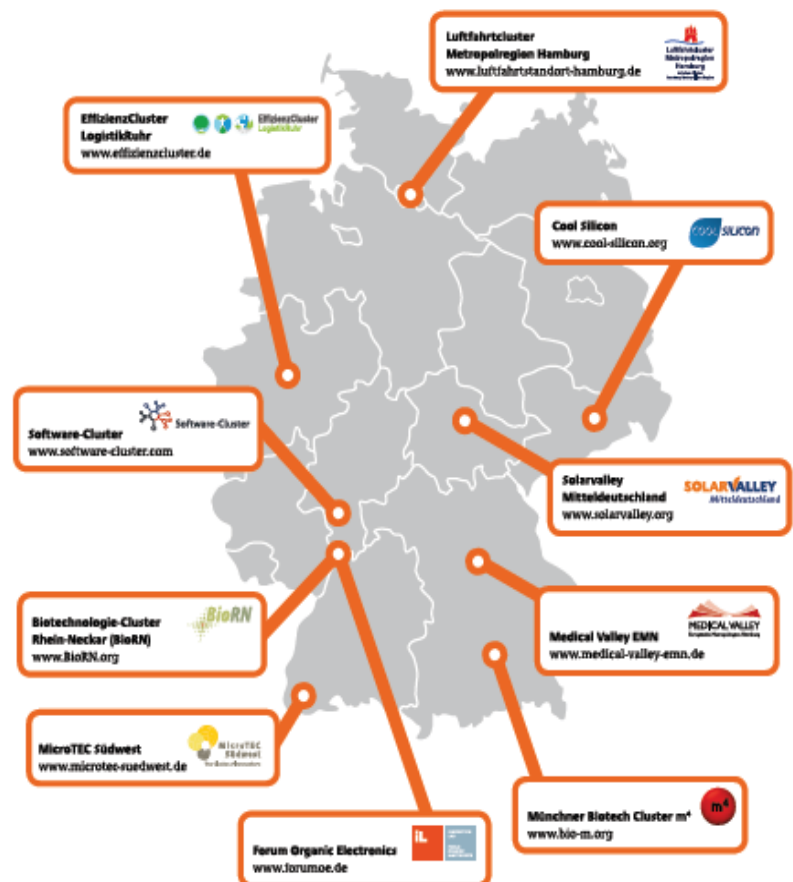 Luftfahrtcluster
Metropolregion Hamburg
www.luftfahrtstandort-hamburg.de
Luftfahrtcluster
Metropolregion
Hamburg
EffizienzCluster
LogistikRuhr
www.effizienzcluster.de
EffizienzCluster
LogistikRuhr
Cool Silicon
www.cool-silicon.org
COOL SILICON
Software-Cluster
www.software-cluster.com
Software-Cluster
Solarvalley
Mitteldeutschland
www.solarvalley.org
SOLARVALLEY
Mitteldeutschland
Biotechnologie-Cluster
Rhein-Neckar (BioRN)
www.BioRN.org
BioRN
Medical Valley EMN
www.medical-valley-emn.de
MEDICAL VALLEY
MicroTEC Südwest
www.microtec-suedwest.de
MicroTEC
Südwest
Münchner Biotech Cluster m⁴
www.bio-m.org
m⁴
Forum Organic Electronics
www.forumoe.de
iL